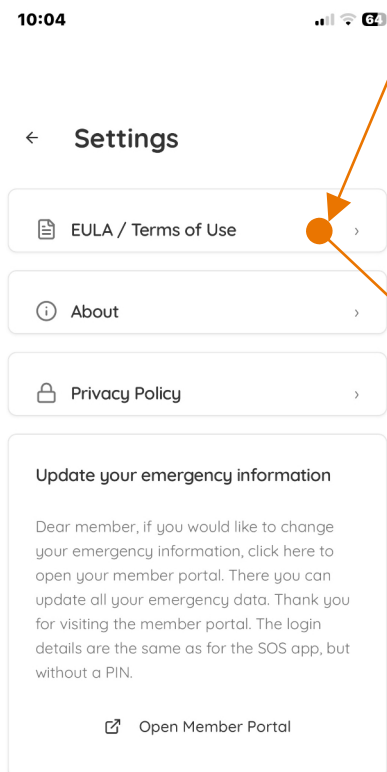 10:04 64
Settings
EULA / Terms of Use
About
Privacy Policy
Update your emergency information
Dear member, if you would like to change
your emergency information, click here to
open your member portal. There you can
update all your emergency data. Thank you
for visiting the member portal. The login
details are the same as for the SOS app, but
without a PIN.
Open Member Portal